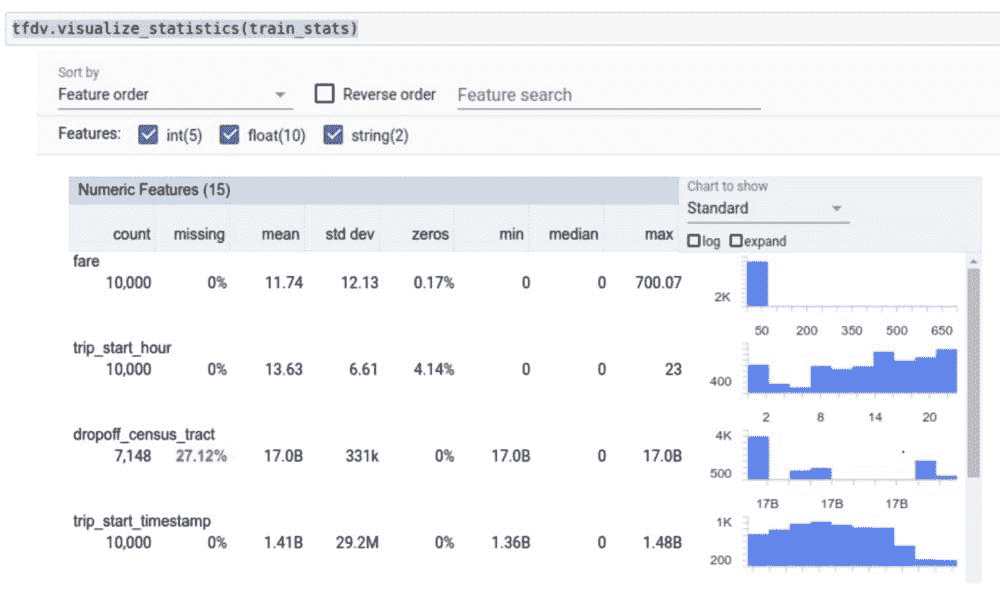 tfdv.visualize_statistics(train_stats)
Sort by
Feature order
Reverse order
Feature search
Features: int(5) float(10) string(2)
Numeric Features (15)
Chart to show
Standard
count missing mean std dev zeros min median max
log expand
fare
10,000 0% 11.74 12.13 0.17% 0 0 700.07
2K
50 200 350 500 650
trip_start_hour
10,000 0% 13.63 6.61 4.14% 0 0 23
400
2 8 14 20
dropoff_census_tract
4K
7,148 27.12% 17.0B 331k 0% 17.0B 0 17.0B
500
17B 17B 17B
trip_start_timestamp
1K
10,000 0% 1.41B 29.2M 0% 1.36B 0 1.48B
200